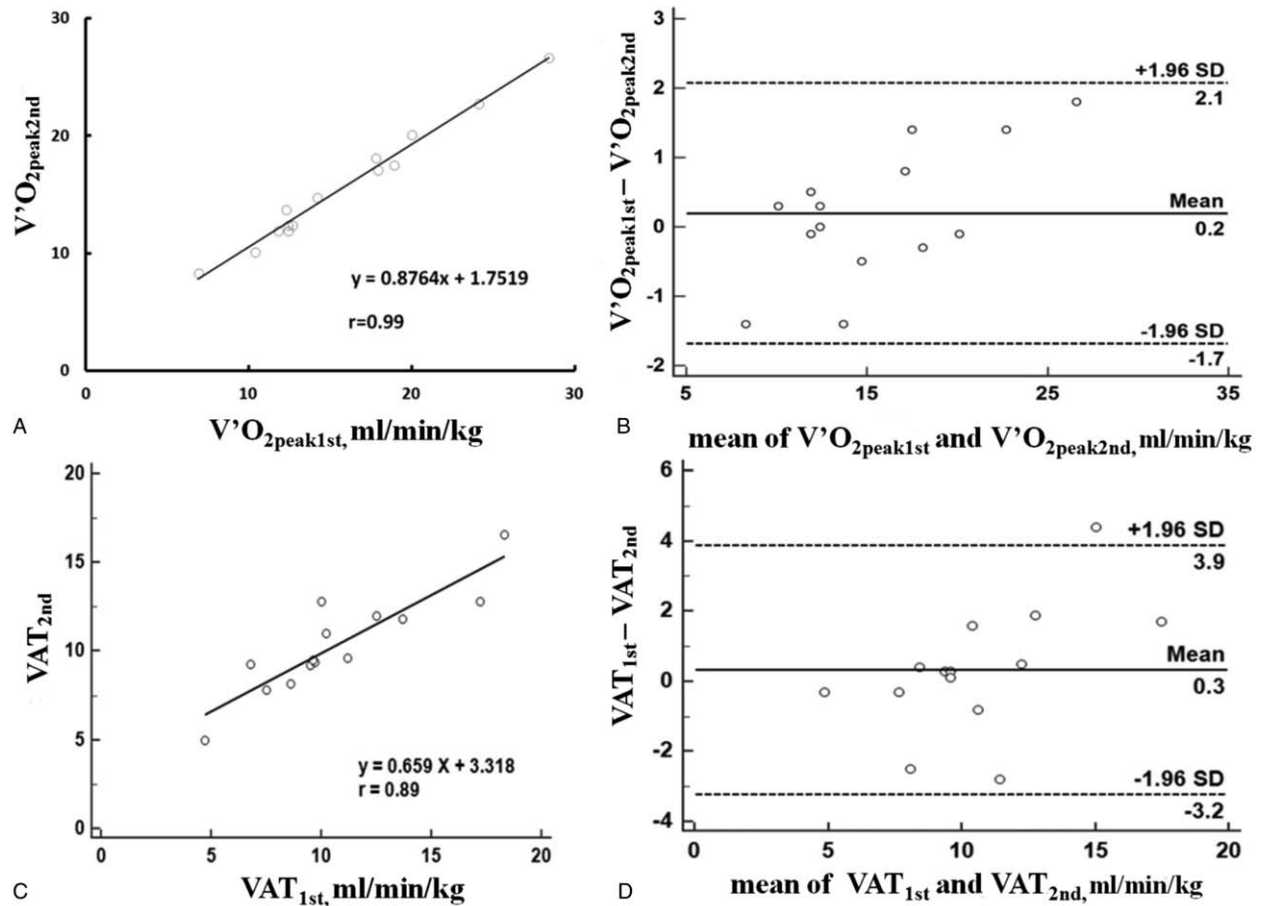 30
20
10
0
10
20
30
V'O2peak2nd
y = 0.8764x + 1.7519
r=0.99
A
V'O2peak1st, ml/min/kg
3
2
1
0
-1
-2
5
15
25
35
V'O2peak1st – V'O2peak2nd
+1.96 SD
2.1
Mean
0.2
-1.96 SD
-1.7
B
mean of V'O2peak1st and V'O2peak2nd, ml/min/kg
20
15
10
5
0
0
5
10
15
20
VAT2nd
y = 0.659 X + 3.318
r = 0.89
C
VAT1st, ml/min/kg
6
4
2
0
-2
-4
0
5
10
15
20
VAT1st – VAT2nd
+1.96 SD
3.9
Mean
0.3
-1.96 SD
-3.2
D
mean of VAT1st and VAT2nd, ml/min/kg